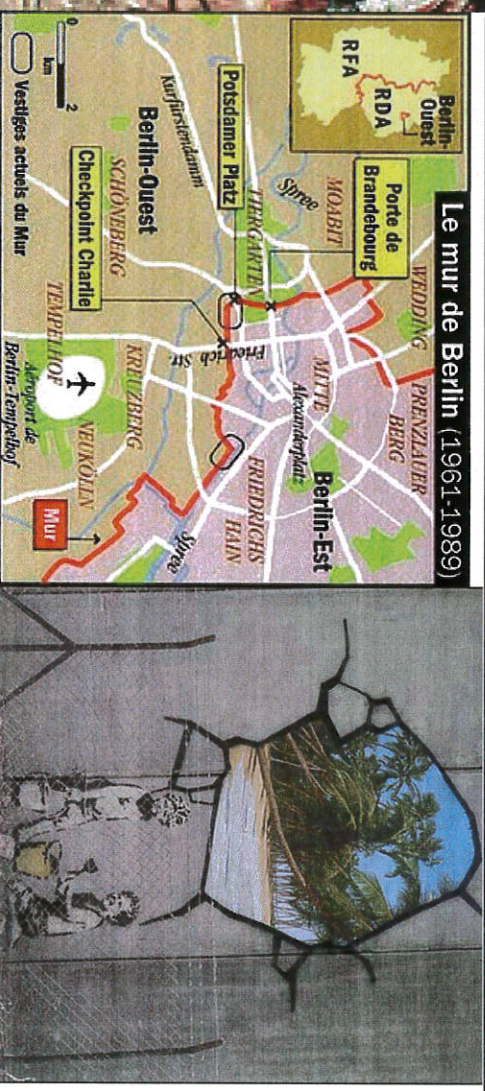 Le mur de Berlin (1961-1989)
Berlin-
Ouest
RDA
RFA
Porte de
Brandebourg
WEDDING
PRENZLAUER
BERG
MOABIT
Spree
MITTE
Alexanderplatz
Berlin-Est
Potsdamer Platz
TIERGARTEN
Friedrich Str.
FRIEDRICHS
HAIN
Kurfürstendamm
Berlin-Ouest
SCHÖNEBERG
Checkpoint Charlie
KREUZBERG
Spree
TEMPELHOF
NEUKÖLLN
Mur
Aéroport de
Berlin-Tempelhof
0 2
km
Vestiges actuels du Mur